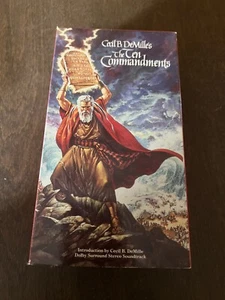 Cecil B. DeMille's
The Ten
Commandments
Introduction by Cecil B. DeMille
Dolby Surround Stereo Soundtrack